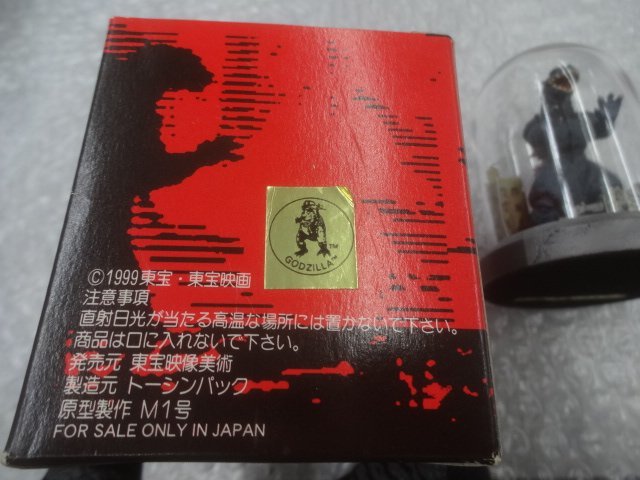 GODZILLA™
TM
©1999東宝・東宝映画
注意事項
直射日光が当たる高温な場所には置かないで下さい。
商品は口に入れないで下さい。
発売元 東宝映像美術
製造元 トーシンパック
原型製作 M1号
FOR SALE ONLY IN JAPAN